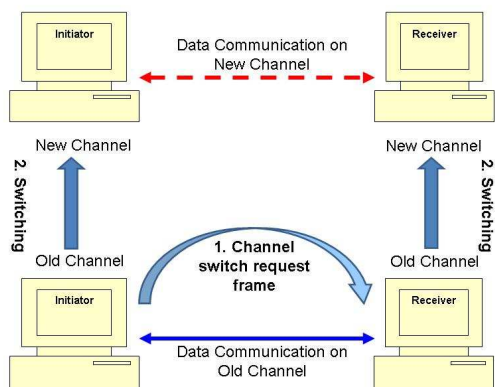 Initiator
Data Communication on
New Channel
Receiver
New Channel
New Channel
2. Switching
2. Switching
Old Channel
1. Channel
switch request
frame
Old Channel
Initiator
Receiver
Data Communication on
Old Channel